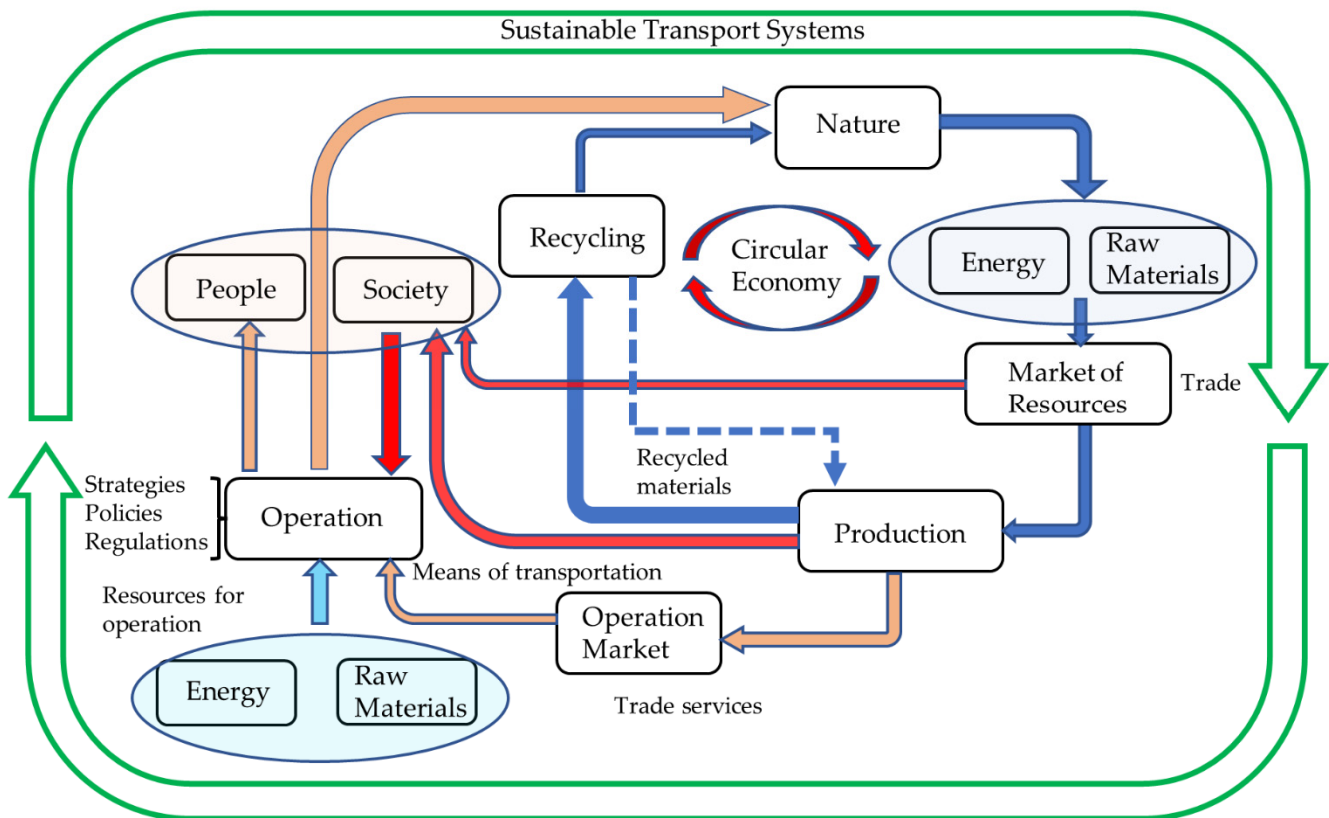 Sustainable Transport Systems
Nature
Recycling
Circular
Economy
Energy
Raw
Materials
People
Society
Market of
Resources
Trade
Recycled
materials
Strategies
Policies
Regulations
Operation
Production
Means of transportation
Resources for
operation
Operation
Market
Energy
Raw
Materials
Trade services